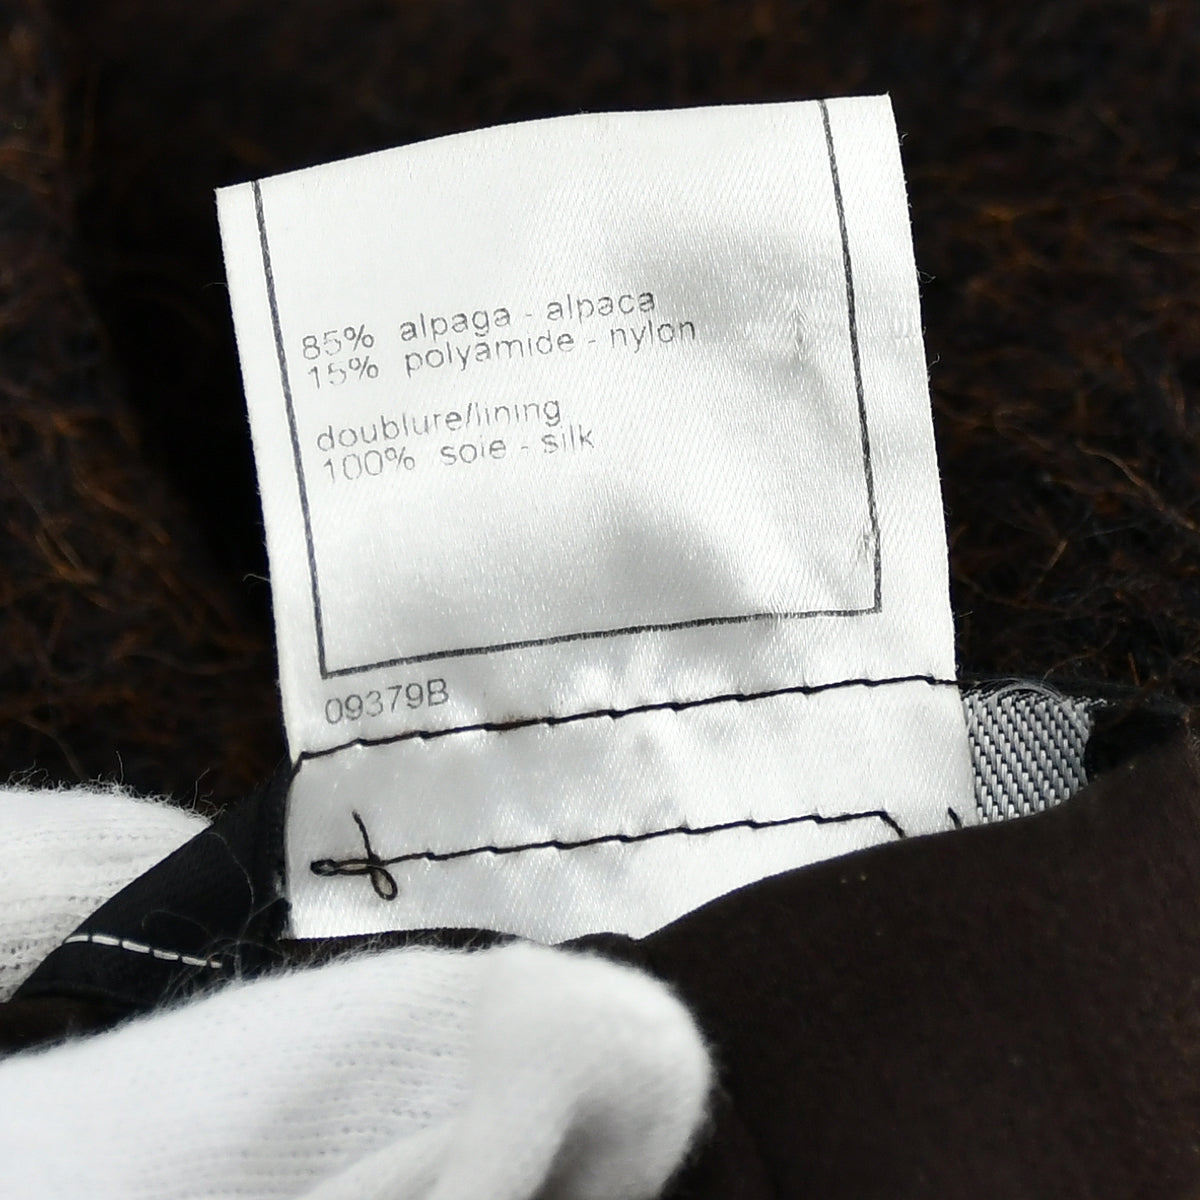 85% alpaga - alpaca
15% polyamide - nylon
doublure/lining
100% soie - silk
09379B